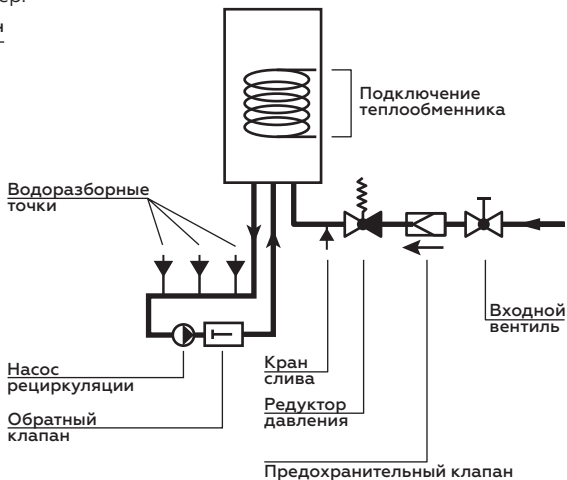 Подключение
теплообменника
Водоразборные
точки
Входной
вентиль
Насос
рециркуляции
Кран
слива
Редуктор
давления
Обратный
клапан
Предохранительный клапан